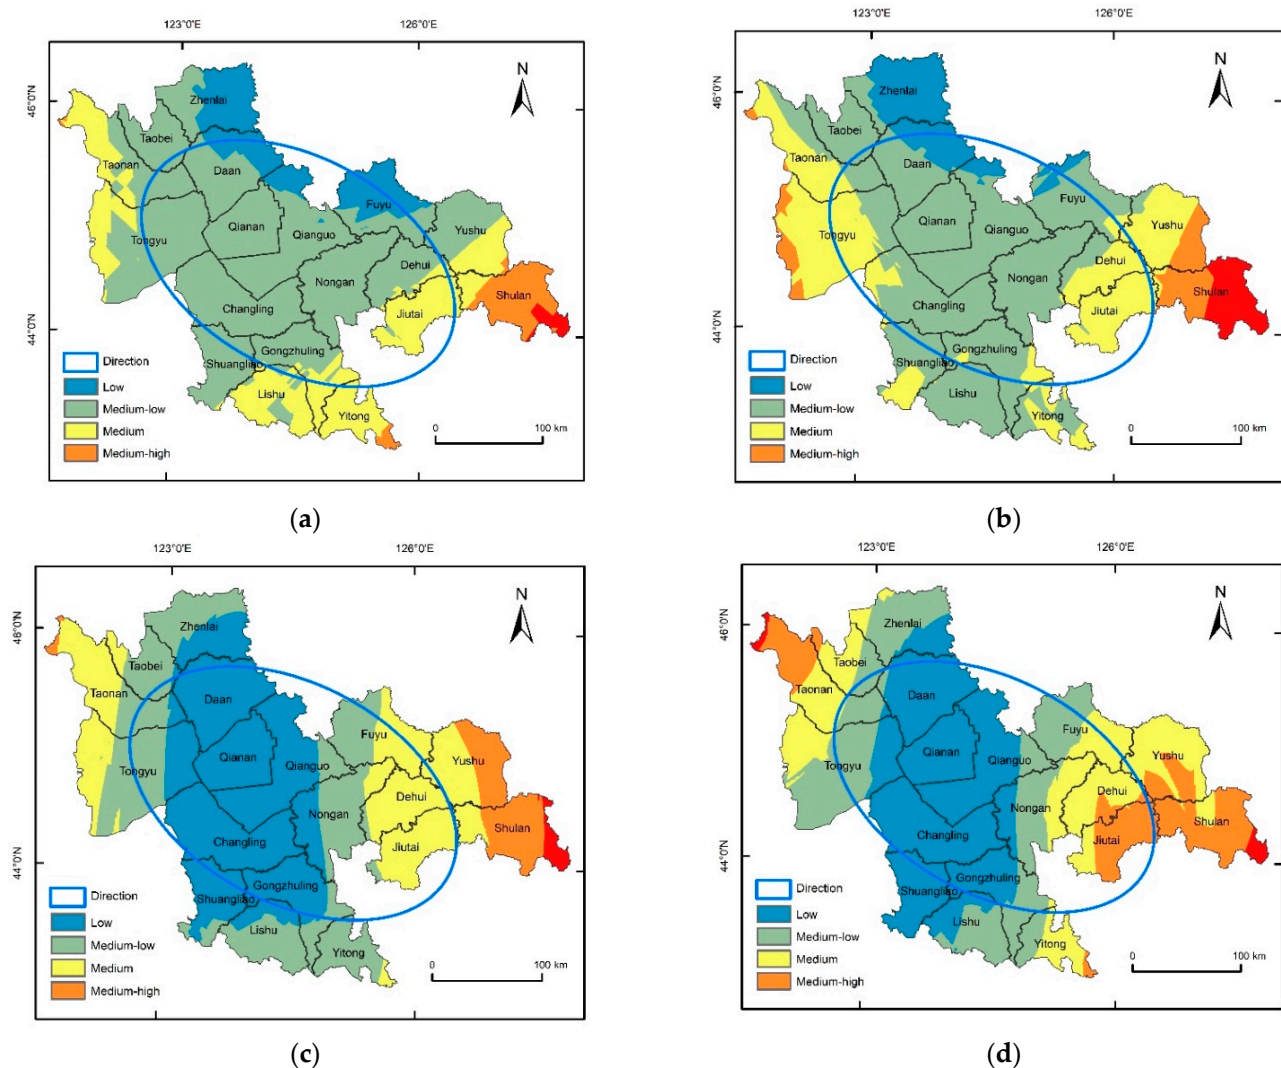 123°0'E 126°0'E
46°0'N
44°0'N
N
Zhenlai
Taobei
Taonan
Daan
Fuyu
Qianan
Qianguo
Yushu
Tongyu
Dehui
Nongan
Shulan
Changling
Jiutai
Gongzhuling
Shuangliao
Lishu
Yitong
Direction
Low
Medium-low
Medium
Medium-high
0 100 km
(a)
123°0'E 126°0'E
46°0'N
44°0'N
N
Zhenlai
Taobei
Taonan
Daan
Fuyu
Qianan
Qianguo
Yushu
Tongyu
Dehui
Nongan
Shulan
Changling
Jiutai
Gongzhuling
Shuangliao
Lishu
Yitong
Direction
Low
Medium-low
Medium
Medium-high
0 100 km
(b)
123°0'E 126°0'E
46°0'N
44°0'N
N
Zhenlai
Taobei
Taonan
Daan
Fuyu
Qianan
Qianguo
Yushu
Tongyu
Dehui
Nongan
Shulan
Changling
Jiutai
Gongzhuling
Shuangliao
Lishu
Yitong
Direction
Low
Medium-low
Medium
Medium-high
0 100 km
(c)
123°0'E 126°0'E
46°0'N
44°0'N
N
Zhenlai
Taobei
Taonan
Daan
Fuyu
Qianan
Qianguo
Yushu
Tongyu
Dehui
Nongan
Shulan
Changling
Jiutai
Gongzhuling
Shuangliao
Lishu
Yitong
Direction
Low
Medium-low
Medium
Medium-high
0 100 km
(d)